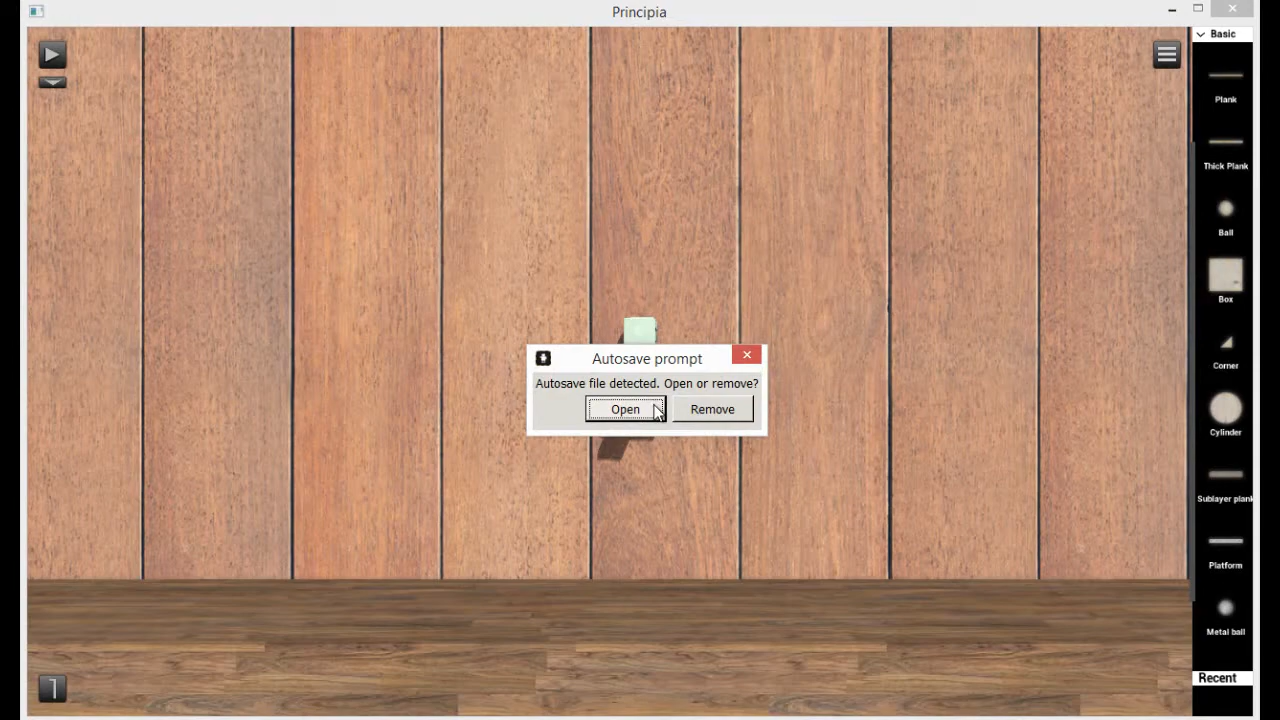 Principia
Basic
Plank
Thick Plank
Ball
Box
Corner
Cylinder
Sublayer plank
Platform
Metal ball
Recent
Autosave prompt
Autosave file detected. Open or remove?
Open
Remove
1